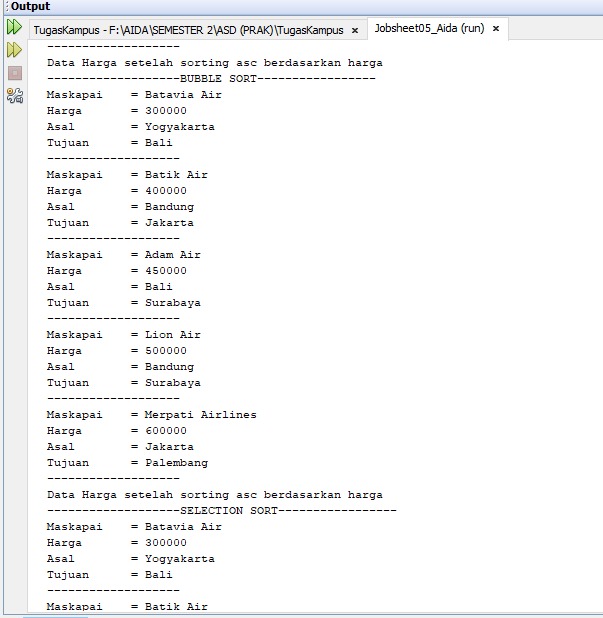 Output
TugasKampus - F:\AIDA\SEMESTER 2\ASD (PRAK)\TugasKampus × Jobsheet05_Aida (run) ×
-------------------
Data Harga setelah sorting asc berdasarkan harga
-------------------BUBBLE SORT-----------------
Maskapai    = Batavia Air
Harga       = 300000
Asal        = Yogyakarta
Tujuan      = Bali
-------------------
Maskapai    = Batik Air
Harga       = 400000
Asal        = Bandung
Tujuan      = Jakarta
-------------------
Maskapai    = Adam Air
Harga       = 450000
Asal        = Bali
Tujuan      = Surabaya
-------------------
Maskapai    = Lion Air
Harga       = 500000
Asal        = Bandung
Tujuan      = Surabaya
-------------------
Maskapai    = Merpati Airlines
Harga       = 600000
Asal        = Jakarta
Tujuan      = Palembang
-------------------
Data Harga setelah sorting asc berdasarkan harga
-------------------SELECTION SORT-----------------
Maskapai    = Batavia Air
Harga       = 300000
Asal        = Yogyakarta
Tujuan      = Bali
-------------------
Maskapai    = Batik Air